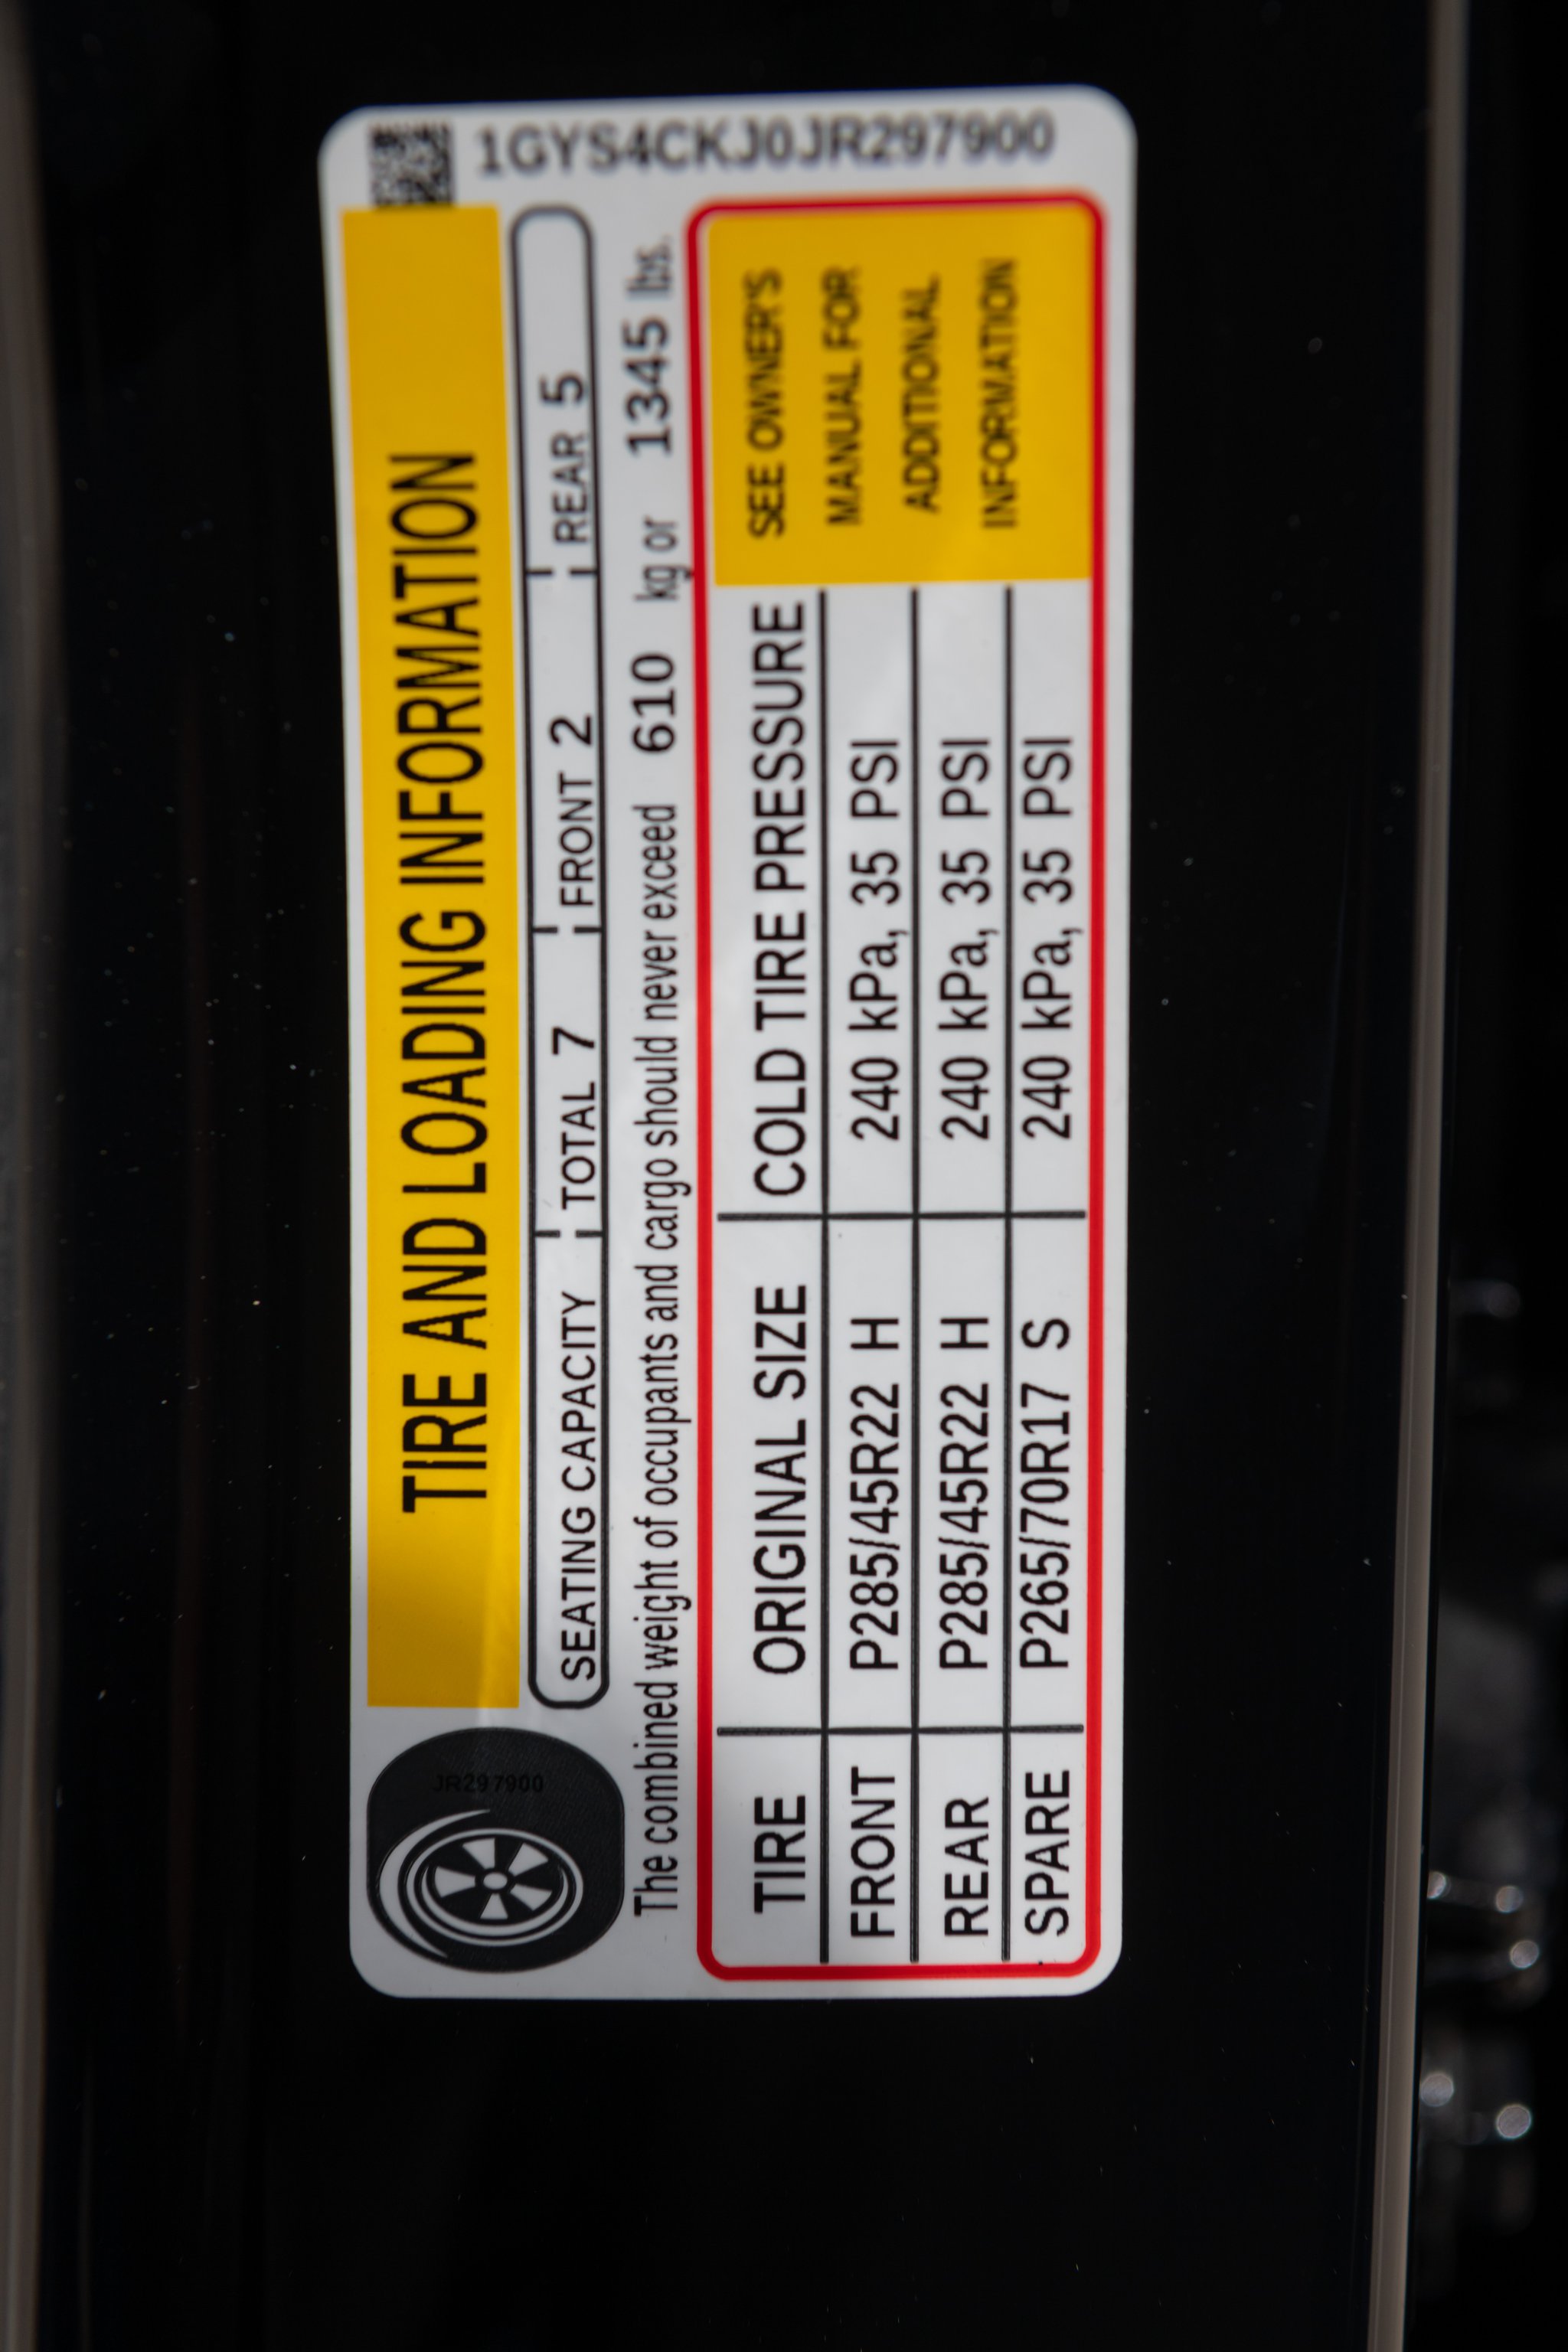 TIRE AND LOADING INFORMATION
SEATING CAPACITY TOTAL 7 FRONT 2 REAR 5
The combined weight of occupants and cargo should never exceed 610 kg or 1345 lbs.
TIRE ORIGINAL SIZE COLD TIRE PRESSURE
FRONT P285/45R22 H 240 kPa, 35 PSI
REAR P285/45R22 H 240 kPa, 35 PSI
SPARE P265/70R17 S 240 kPa, 35 PSI
SEE OWNER'S
MANUAL FOR
ADDITIONAL
INFORMATION
1GYS4CKJ0JR297900
JR297900